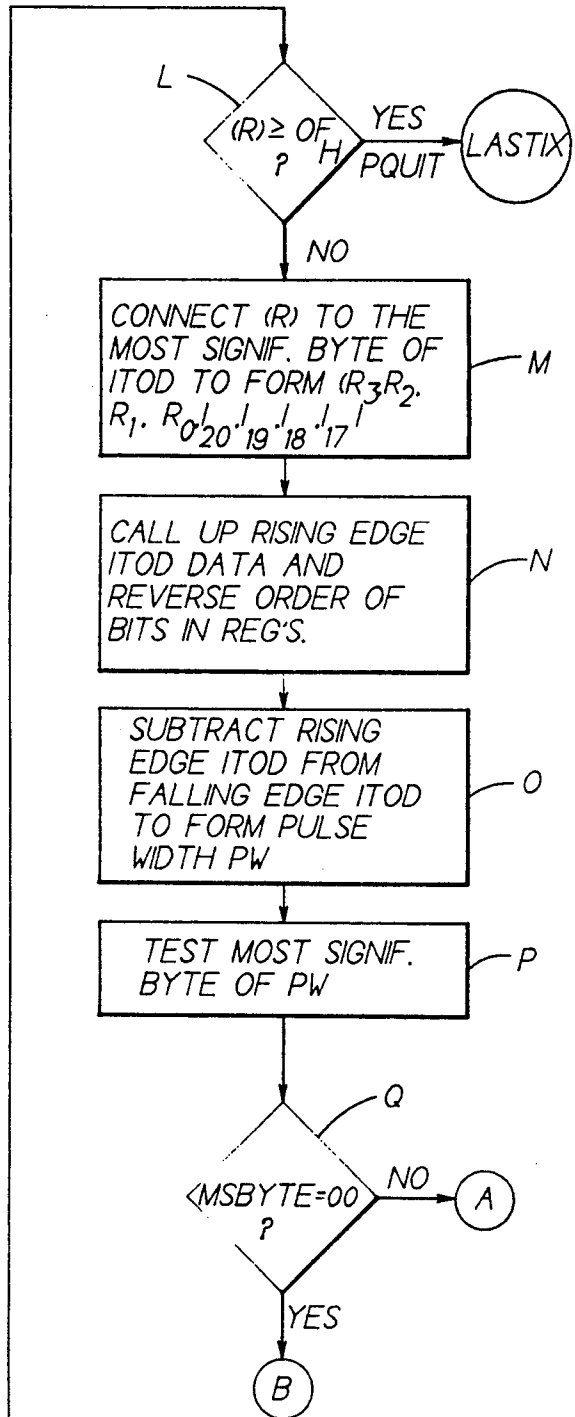 L
(R) ≥ OF_H
?
YES
PQUIT
LASTIX
NO
CONNECT (R) TO THE
MOST SIGNIF. BYTE OF
ITOD TO FORM (R3R2.
R1. R0.I20.I19.I18.I17)
M
CALL UP RISING EDGE
ITOD DATA AND
REVERSE ORDER OF
BITS IN REG'S.
N
SUBTRACT RISING
EDGE ITOD FROM
FALLING EDGE ITOD
TO FORM PULSE
WIDTH PW
O
TEST MOST SIGNIF.
BYTE OF PW
P
Q
MSBYTE=00
?
NO
A
YES
B